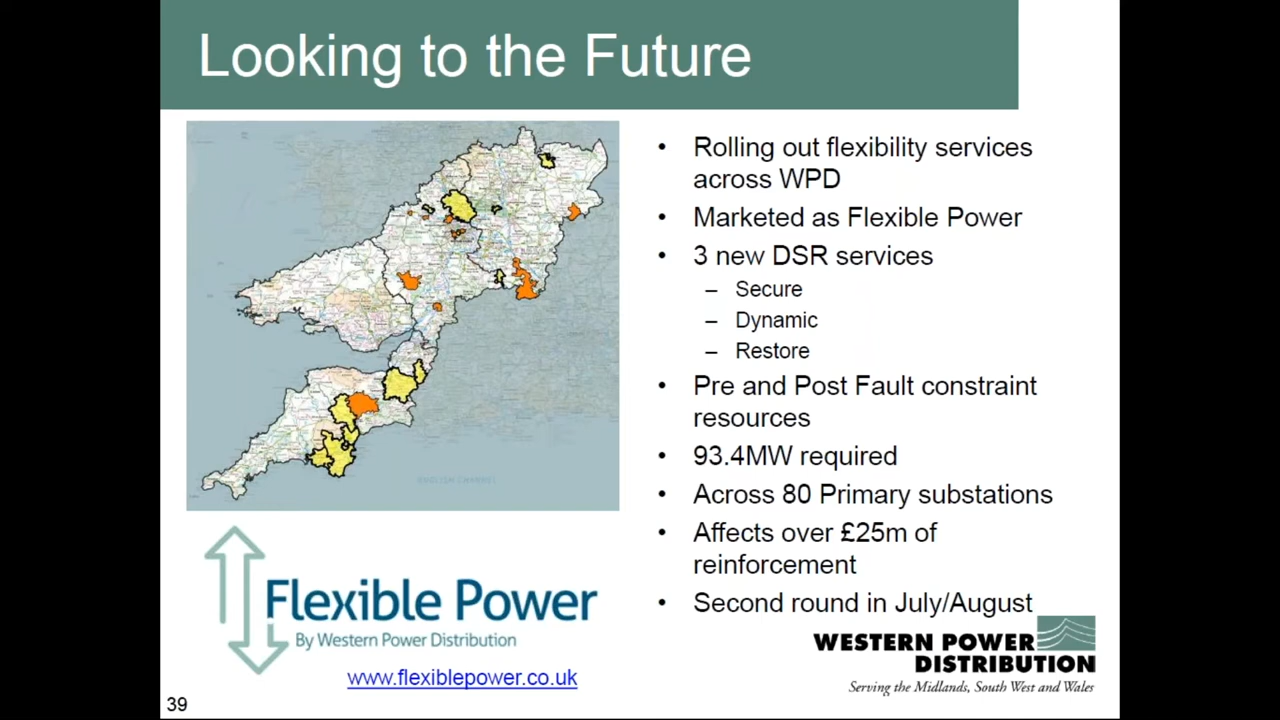 Looking to the Future
• Rolling out flexibility services
across WPD
• Marketed as Flexible Power
• 3 new DSR services
– Secure
– Dynamic
– Restore
• Pre and Post Fault constraint
resources
• 93.4MW required
• Across 80 Primary substations
• Affects over £25m of
reinforcement
• Second round in July/August
ENGLISH CHANNEL
Flexible Power
By Western Power Distribution
www.flexiblepower.co.uk
WESTERN POWER
DISTRIBUTION
Serving the Midlands, South West and Wales
39